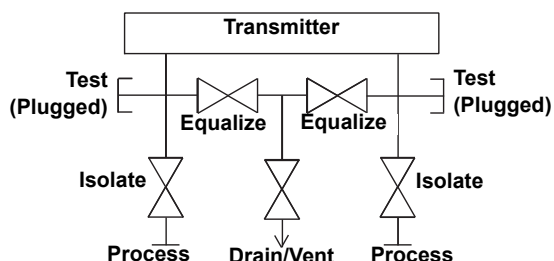 Transmitter
Test
(Plugged)
Test
(Plugged)
Equalize
Equalize
Isolate
Isolate
Process
Drain/Vent
Process